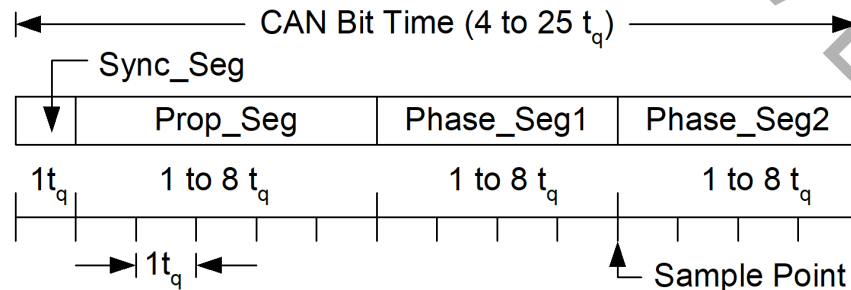 CAN Bit Time (4 to 25 tq)
Sync_Seg
Prop_Seg Phase_Seg1 Phase_Seg2
1tq 1 to 8 tq 1 to 8 tq 1 to 8 tq
1tq Sample Point